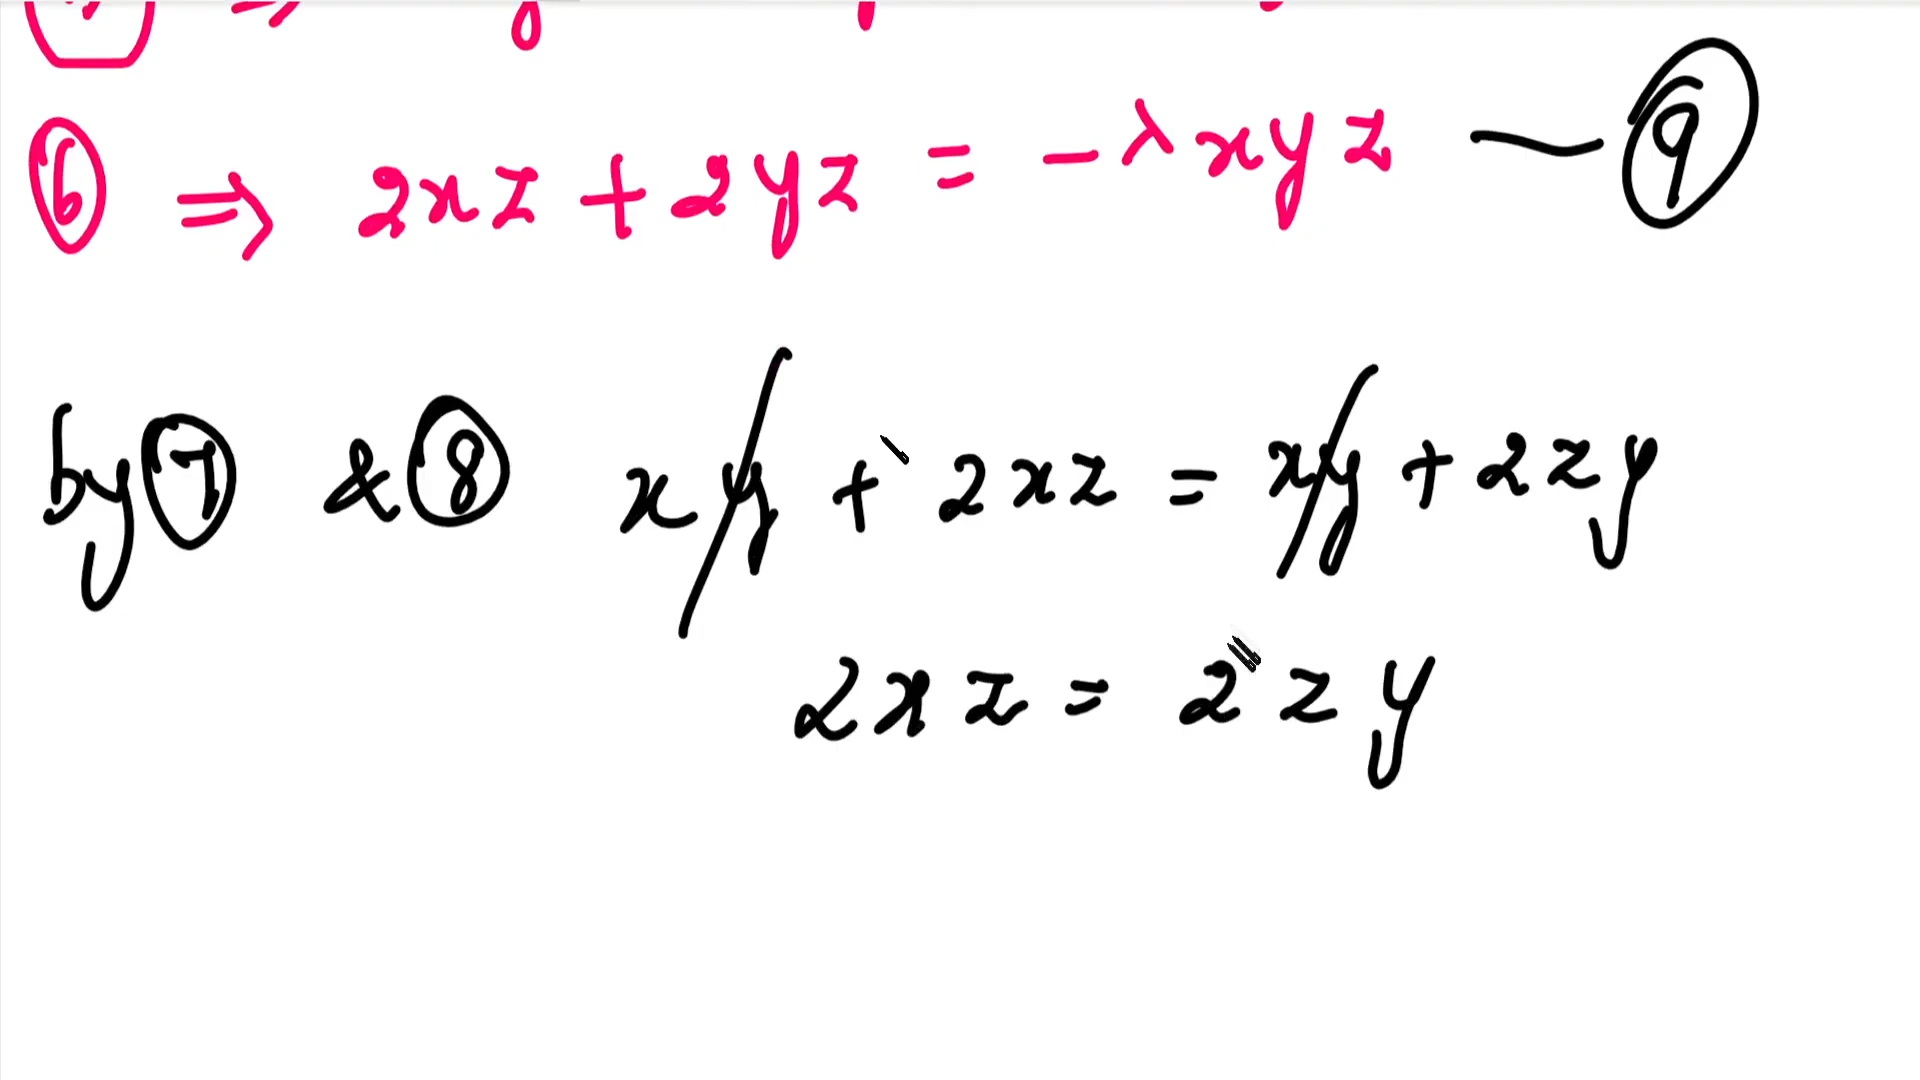 ⑥ ⇒ 2xz + 2yz = -λxyz — ⑨
by ⑦ & ⑧ xy + 2xz = xy + 2zy
2xz = 2zy